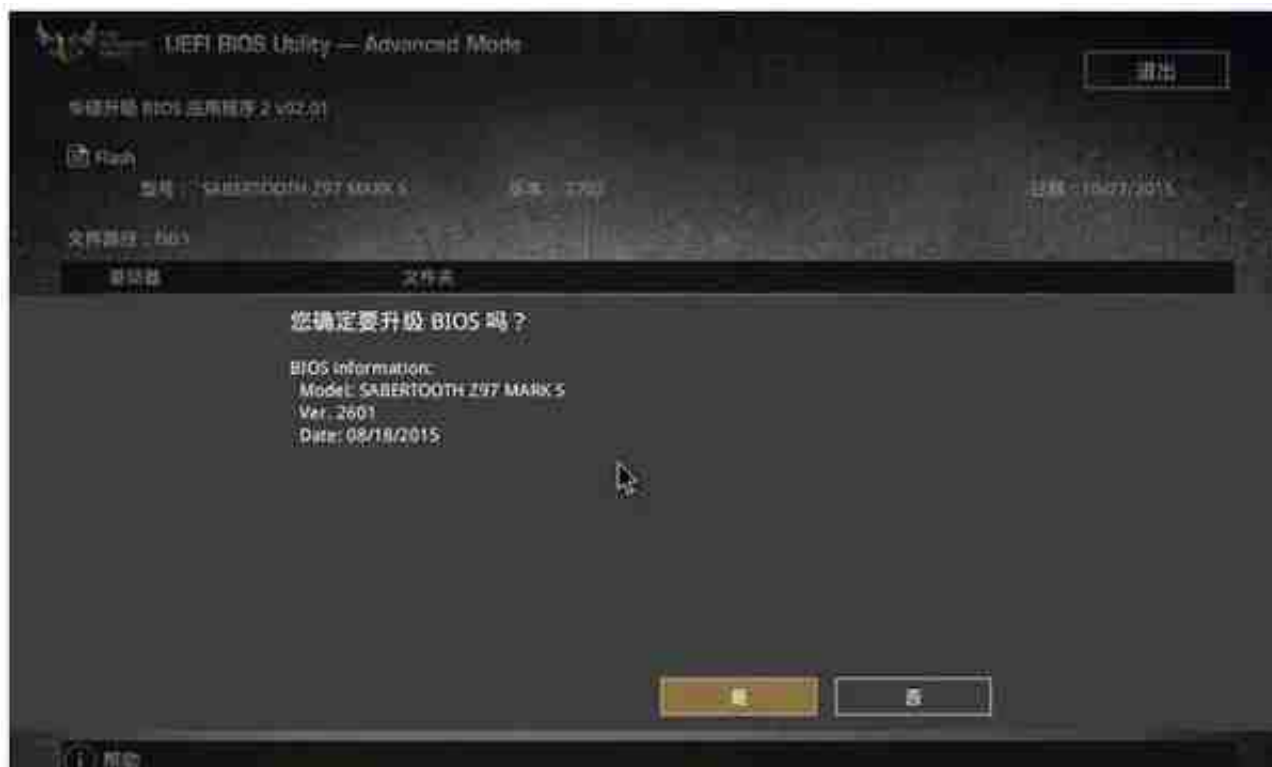 UEFI BIOS Utility — Advanced Mode
退出
华硕升级 BIOS 应用程序 2 v02.01
Flash
型号: SABERTOOTH Z97 MARK S 版本: 日期: 10/27/2015
文件路径: fs0:\
驱动器 文件夹
您确定要升级 BIOS 吗?
BIOS information:
Model: SABERTOOTH Z97 MARK S
Ver. 2601
Date: 08/18/2015
是 否
帮助